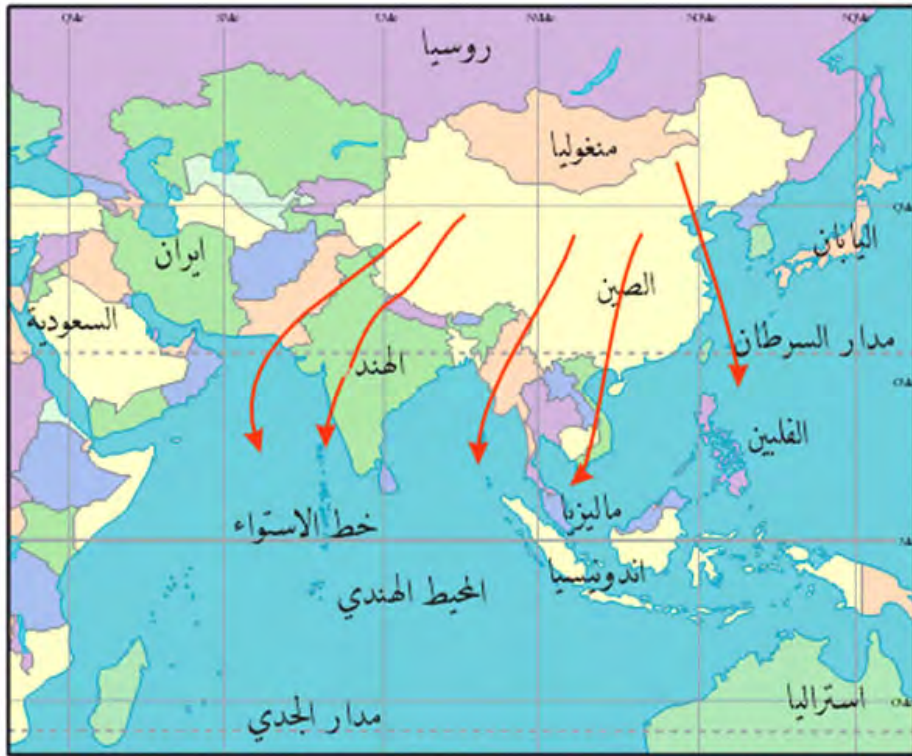 روسيا
منغوليا
اليابان
ايران
الصين
السعودية
مدار السرطان
الهند
الفلبين
ماليزيا
خط الاستواء
اندونيسيا
المحيط الهندي
استراليا
مدار الجدي